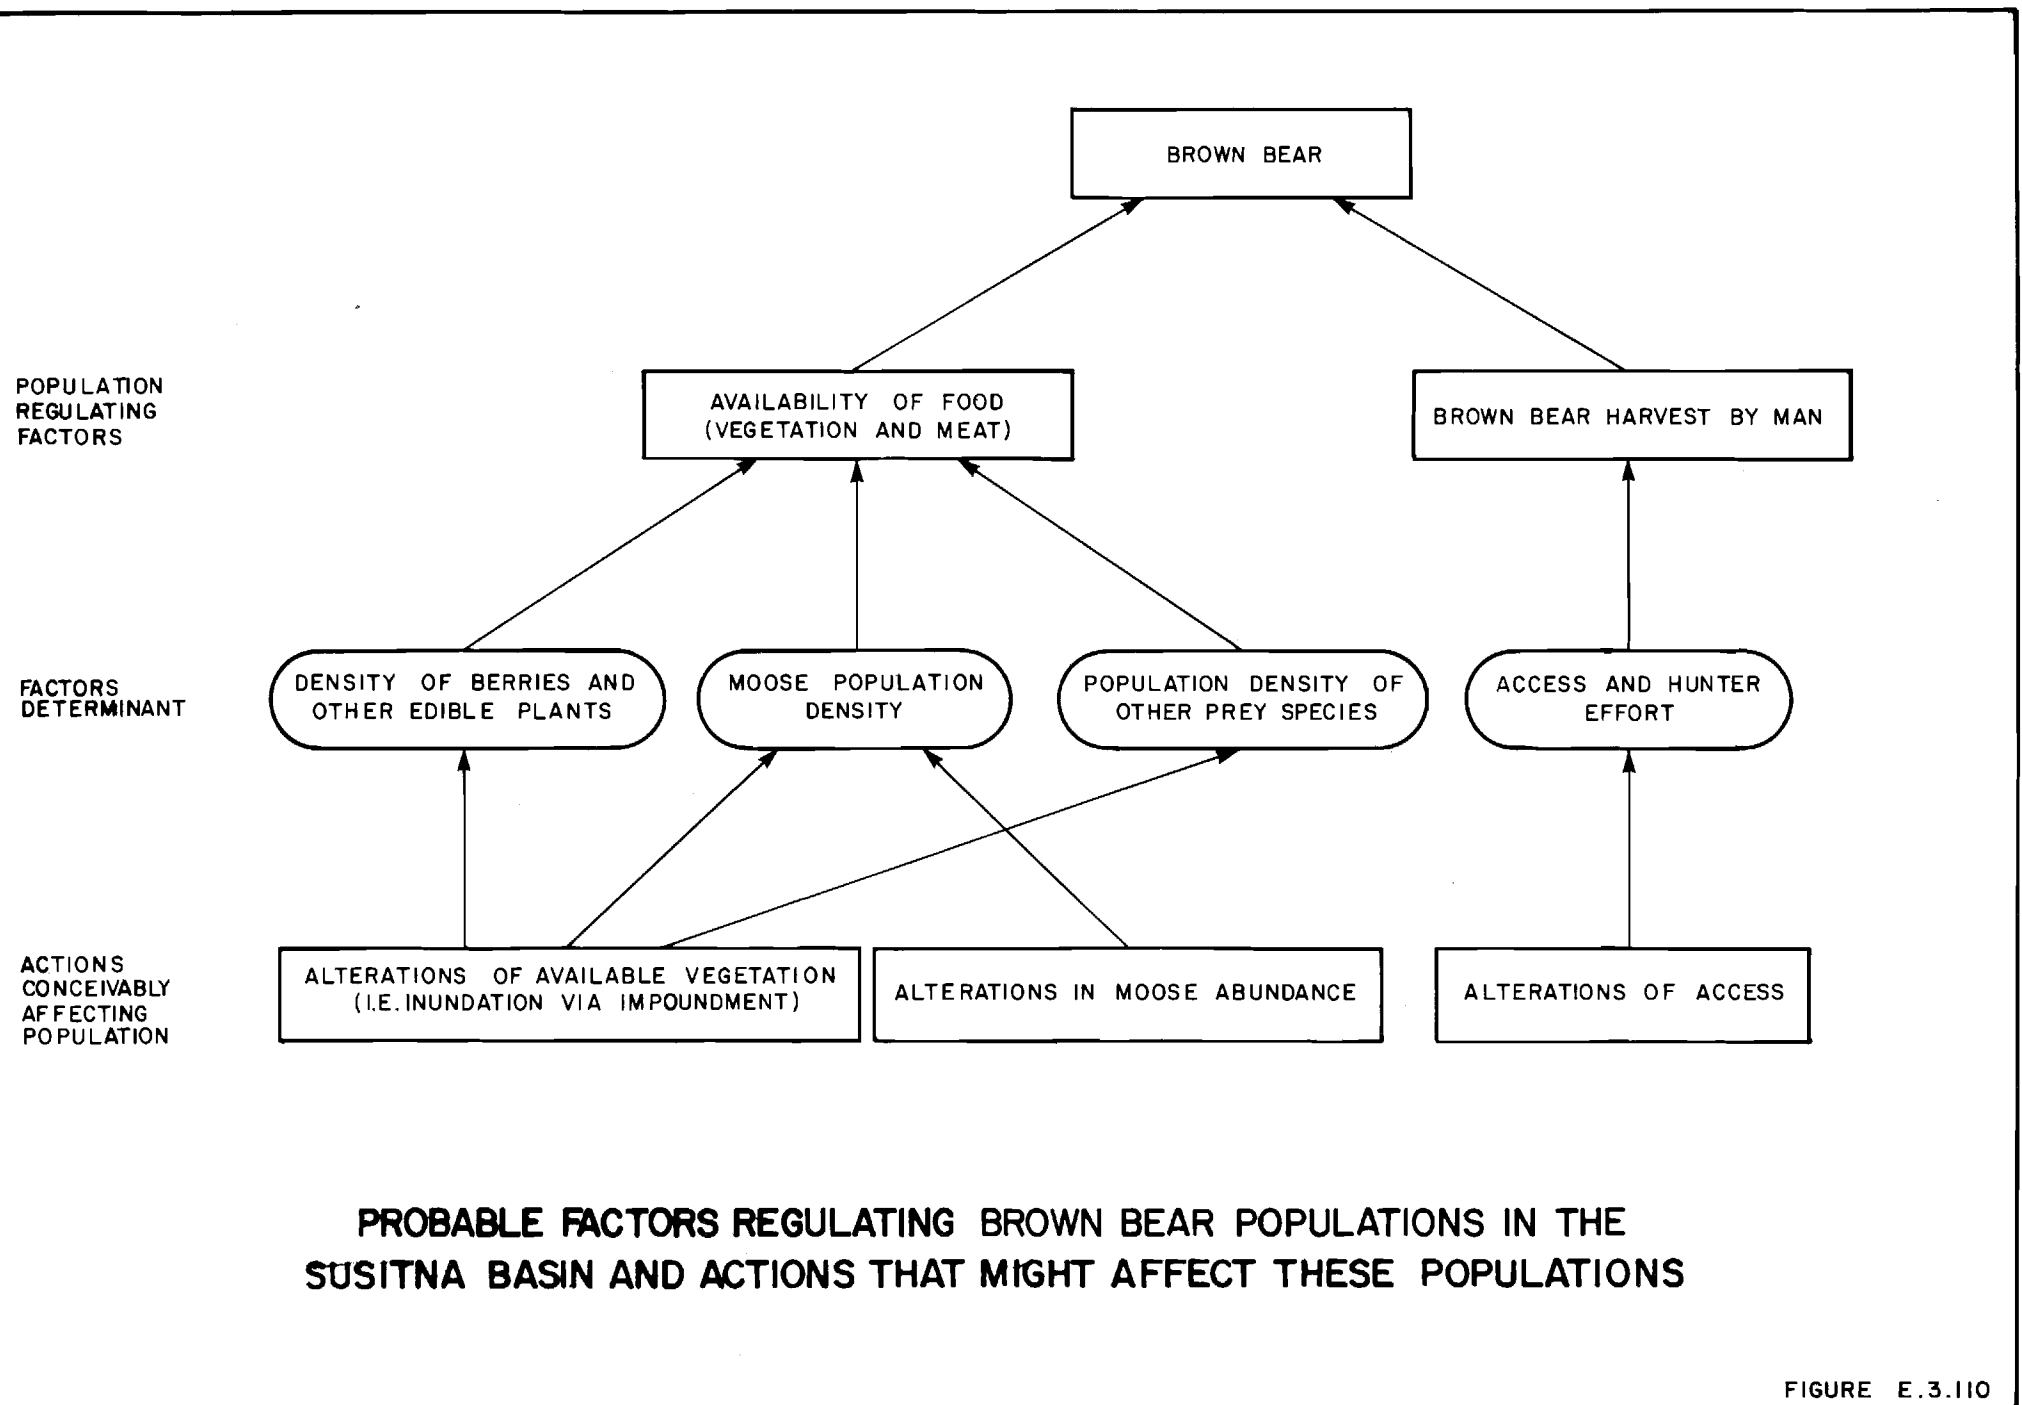 BROWN BEAR
POPULATION
REGULATING
FACTORS
AVAILABILITY OF FOOD
(VEGETATION AND MEAT)
BROWN BEAR HARVEST BY MAN
FACTORS
DETERMINANT
DENSITY OF BERRIES AND
OTHER EDIBLE PLANTS
MOOSE POPULATION
DENSITY
POPULATION DENSITY OF
OTHER PREY SPECIES
ACCESS AND HUNTER
EFFORT
ACTIONS
CONCEIVABLY
AFFECTING
POPULATION
ALTERATIONS OF AVAILABLE VEGETATION
(I.E. INUNDATION VIA IMPOUNDMENT)
ALTERATIONS IN MOOSE ABUNDANCE
ALTERATIONS OF ACCESS
PROBABLE FACTORS REGULATING BROWN BEAR POPULATIONS IN THE
SUSITNA BASIN AND ACTIONS THAT MIGHT AFFECT THESE POPULATIONS
FIGURE E.3.110